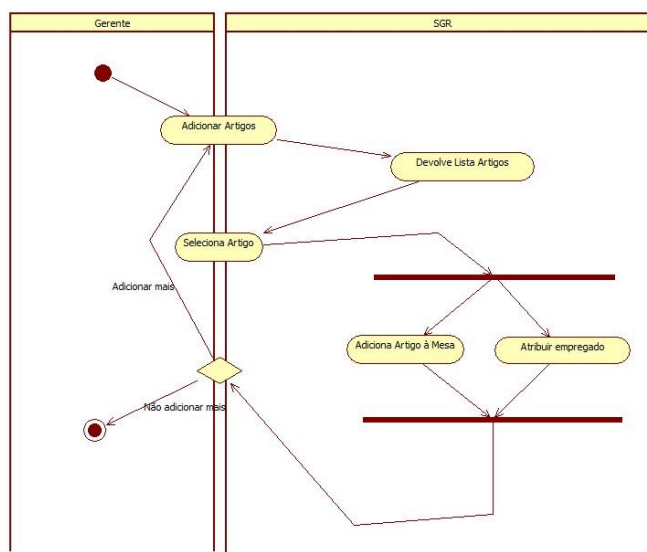 Gerente
SGR
Adicionar Artigos
Devolve Lista Artigos
Seleciona Artigo
Adicionar mais
Adiciona Artigo à Mesa
Atribuir empregado
Não adicionar mais